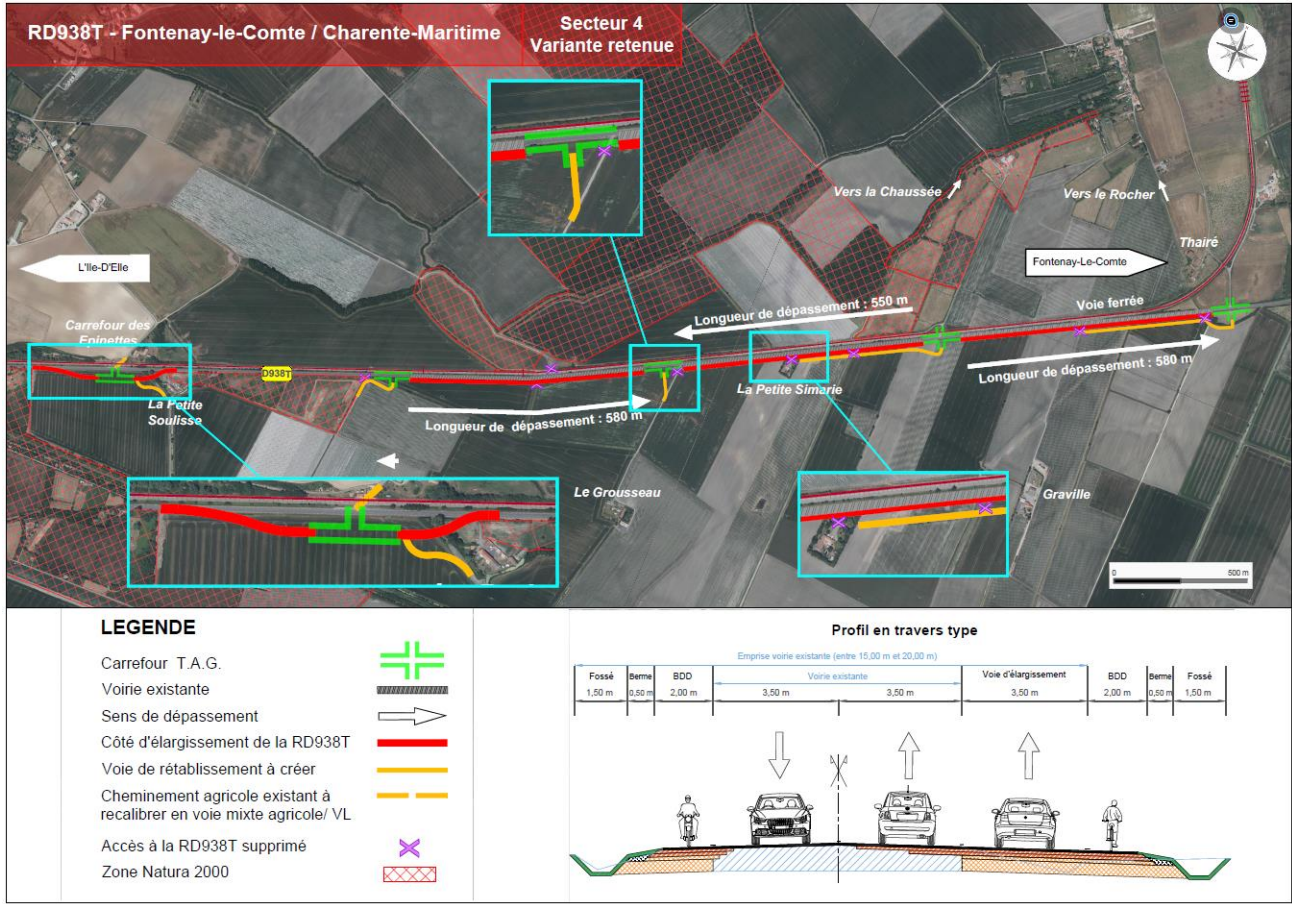 RD938T - Fontenay-le-Comte / Charente-Maritime
Secteur 4
Variante retenue
Vers la Chaussée
Vers le Rocher
Thairé
L'Ile-D'Elle
Fontenay-Le-Comte
Longueur de dépassement : 550 m
Voie ferrée
Carrefour des
Epinettes
D938T
La Petite
Soulisse
Longueur de dépassement : 580 m
La Petite Simarie
Longueur de dépassement : 580 m
Le Grousseau
Graville
0
500 m
LEGENDE
Carrefour T.A.G.
Voirie existante
Sens de dépassement
Côté d'élargissement de la RD938T
Voie de rétablissement à créer
Cheminement agricole existant à
recalibrer en voie mixte agricole/ VL
Accès à la RD938T supprimé
Zone Natura 2000
Profil en travers type
Emprise voirie existante (entre 15,00 m et 20,00 m)
Fossé
Berme
BDD
Voirie existante
Voie d'élargissement
BDD
Berme
Fossé
1,50 m
0,50 m
2,00 m
3,50 m
3,50 m
3,50 m
2,00 m
0,50 m
1,50 m